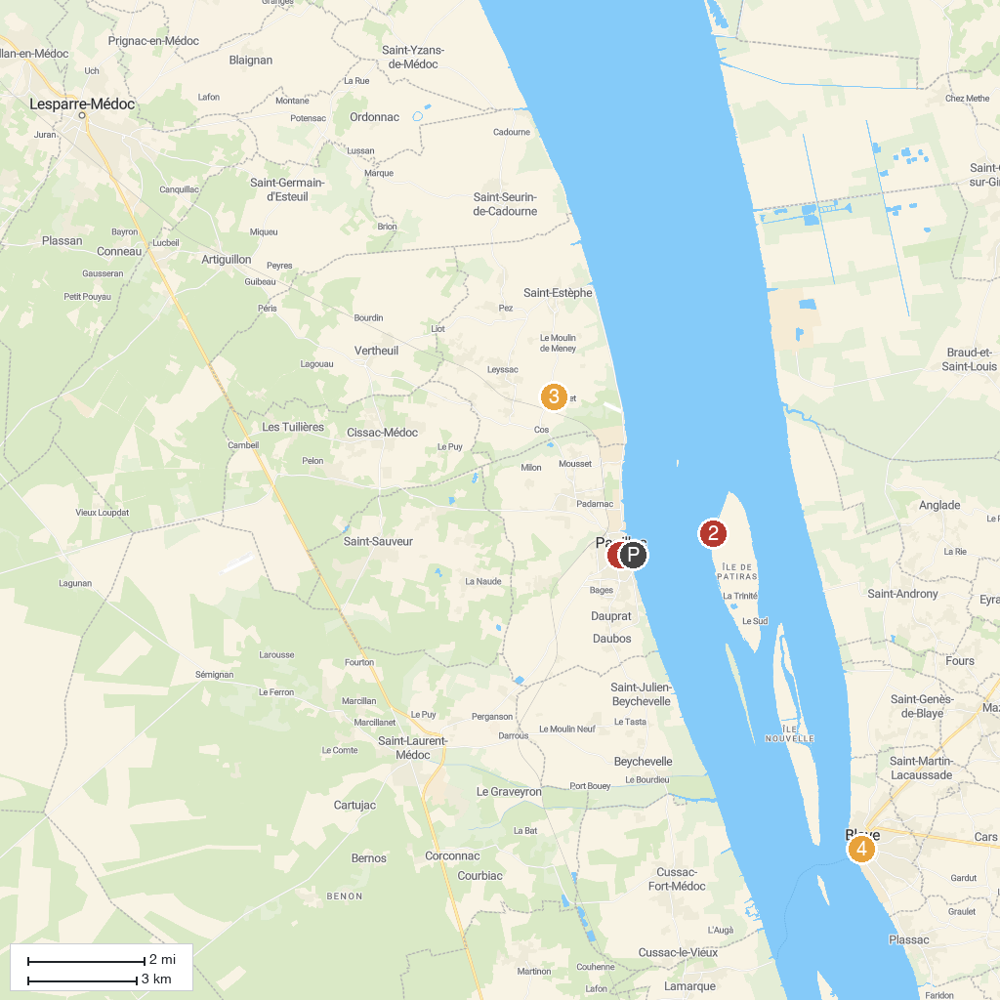 Granges
Prignac-en-Médoc
Saint-Yzans-
de-Médoc
Blaignan
Uch
La Rue
Lafon
Montane
Lesparre-Médoc
Potensac
Ordonnac
Chez Methe
Juran
Cadourne
Lussan
Marque
Canquillac
Saint-Germain-
d'Esteuil
Saint-Seurin-
de-Cadourne
Brion
Bayron
Miqueu
Plassan
Lucbeil
Conneau
Artiguillon
Peyres
Gausseran
Guibeau
Petit Pouyau
Saint-Estèphe
Péris
Pez
Bourdin
Liot
Le Moulin
de Meney
Vertheuil
Braud-et-
Saint-Louis
Lagouau
Leyssac
3
Les Tuilières
Cissac-Médoc
Cos
Cambeil
Le Puy
Pelon
Milon
Mousset
Padarnac
Anglade
Vieux Loupdat
Saint-Sauveur
2
P
La Rie
ÎLE DE
PATIRAS
Lagunan
La Naude
Bages
La Trinité
Saint-Androny
Dauprat
Le Sud
Daubos
Larousse
Fourton
Fours
Sémignan
Le Ferron
Saint-Julien-
Beychevelle
Marcillan
Saint-Genès-
de-Blaye
Marcillanet
Le Puy
Perganson
Le Tasta
Darrous
Le Moulin Neuf
ÎLE
NOUVELLE
Saint-Laurent-
Médoc
Le Comte
Beychevelle
Saint-Martin-
Lacaussade
Le Bourdieu
Port Bouey
Le Graveyron
Cartujac
La Bat
Cars
4
Bernos
Corconnac
Courbiac
Cussac-
Fort-Médoc
Gardut
BENON
Graulet
L'Augà
Plassac
Cussac-le-Vieux
2 mi
3 km
Martinon
Couhenne
Lafon
Lamarque
Faridon